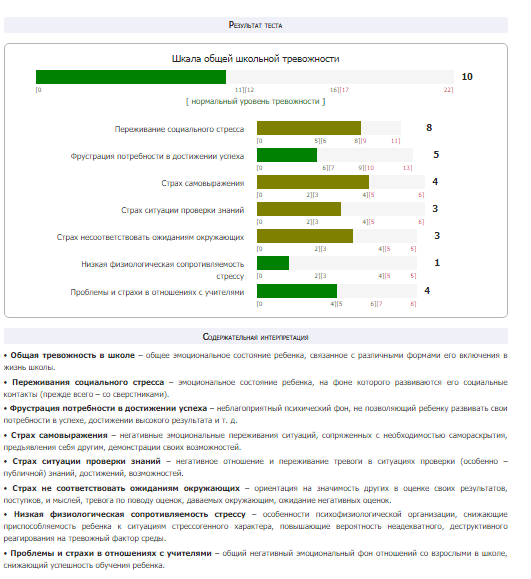 Результат теста
Шкала общей школьной тревожности
10
[0 11][12 16][17 22]
[ нормальный уровень тревожности ]
Переживание социального стресса 8
[0 5][6 8][9 11]
Фрустрация потребности в достижении успеха 5
[0 6][7 9][10 13]
Страх самовыражения 4
[0 2][3 4][5 6]
Страх ситуации проверки знаний 3
[0 2][3 4][5 6]
Страх несоответствовать ожиданиям окружающих 3
[0 2][3 4][5 5]
Низкая физиологическая сопротивляемость 1
стрессу [0 2][3 4][5 5]
Проблемы и страхи в отношениях с учителями 4
[0 4][5 6][7 8]
Содержательная интерпретация
• Общая тревожность в школе – общее эмоциональное состояние ребенка, связанное с различными формами его включения в
жизнь школы.
• Переживания социального стресса – эмоциональное состояние ребенка, на фоне которого развиваются его социальные
контакты (прежде всего – со сверстниками).
• Фрустрация потребности в достижении успеха – неблагоприятный психический фон, не позволяющий ребенку развивать свои
потребности в успехе, достижении высокого результата и т. д.
• Страх самовыражения – негативные эмоциональные переживания ситуаций, сопряженных с необходимостью самораскрытия,
предъявления себя другим, демонстрации своих возможностей.
• Страх ситуации проверки знаний – негативное отношение и переживание тревоги в ситуациях проверки (особенно –
публичной) знаний, достижений, возможностей.
• Страх не соответствовать ожиданиям окружающих – ориентация на значимость других в оценке своих результатов,
поступков, и мыслей, тревога по поводу оценок, даваемых окружающим, ожидание негативных оценок.
• Низкая физиологическая сопротивляемость стрессу – особенности психофизиологической организации, снижающие
приспособляемость ребенка к ситуациям стрессогенного характера, повышающие вероятность неадекватного, деструктивного
реагирования на тревожный фактор среды.
• Проблемы и страхи в отношениях с учителями – общий негативный эмоциональный фон отношений со взрослыми в школе,
снижающий успешность обучения ребенка.